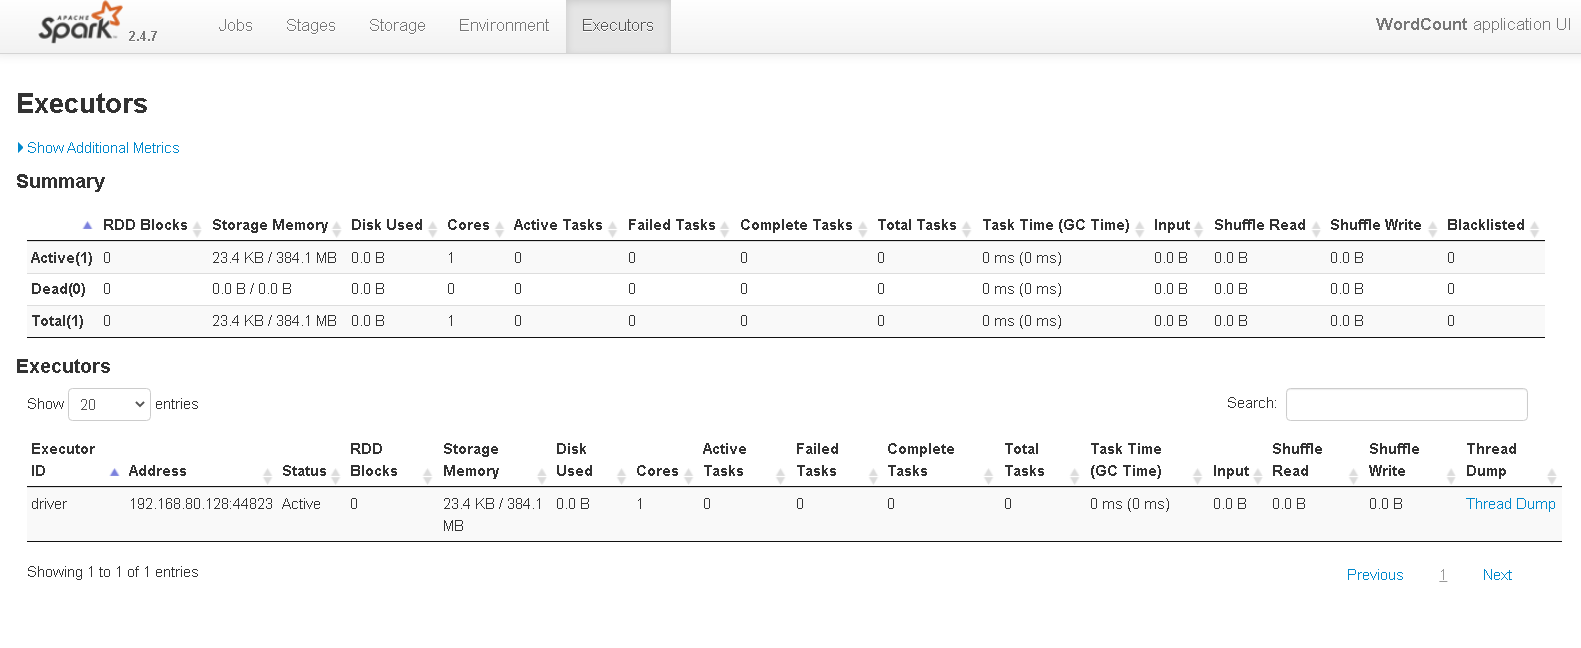 APACHE
Spark 2.4.7 Jobs Stages Storage Environment Executors WordCount application UI
Executors
Show Additional Metrics
Summary
RDD Blocks Storage Memory Disk Used Cores Active Tasks Failed Tasks Complete Tasks Total Tasks Task Time (GC Time) Input Shuffle Read Shuffle Write Blacklisted
Active(1) 0 23.4 KB / 384.1 MB 0.0 B 1 0 0 0 0 0 ms (0 ms) 0.0 B 0.0 B 0.0 B 0
Dead(0) 0 0.0 B / 0.0 B 0.0 B 0 0 0 0 0 0 ms (0 ms) 0.0 B 0.0 B 0.0 B 0
Total(1) 0 23.4 KB / 384.1 MB 0.0 B 1 0 0 0 0 0 ms (0 ms) 0.0 B 0.0 B 0.0 B 0
Executors
Show 20 entries Search:
Executor RDD Storage Disk Active Failed Complete Total Task Time Shuffle Shuffle Thread
ID Address Status Blocks Memory Used Cores Tasks Tasks Tasks Tasks (GC Time) Input Read Write Dump
driver 192.168.80.128:44823 Active 0 23.4 KB / 384.1 0.0 B 1 0 0 0 0 0 ms (0 ms) 0.0 B 0.0 B 0.0 B Thread Dump
MB
Showing 1 to 1 of 1 entries Previous 1 Next